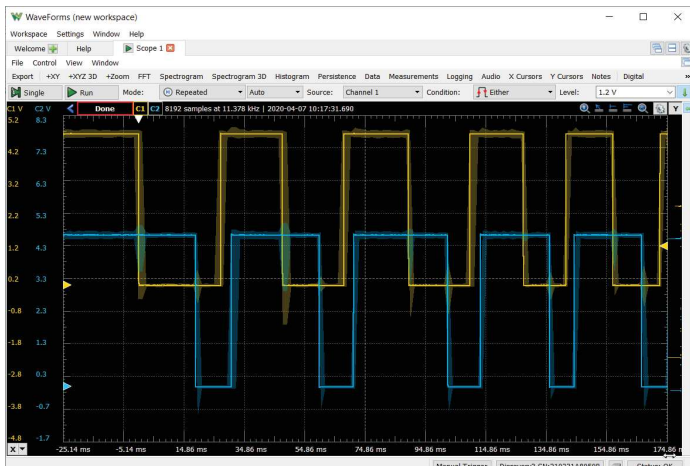 WaveForms (new workspace)
Workspace Settings Window Help
Welcome Help Scope 1
File Control View Window
Export +XY +XYZ 3D +Zoom FFT Spectrogram Spectrogram 3D Histogram Persistence Data Measurements Logging Audio X Cursors Y Cursors Notes Digital
Single Run Mode: Repeated Auto Source: Channel 1 Condition: Either Level: 1.2 V
C1 V C2 V Done C1 C2 8192 samples at 11.378 kHz | 2020-04-07 10:17:31.690 Y
5.2 8.3
4.2 7.3
3.2 6.3
2.2 5.3
1.2 4.3
0.2 3.3
-0.8 2.3
-1.8 1.3
-2.8 0.3
-3.8 -0.7
-4.8 -1.7
X -25.14 ms -5.14 ms 14.86 ms 34.86 ms 54.86 ms 74.86 ms 94.86 ms 114.86 ms 134.86 ms 154.86 ms 174.86 ms
Manual Trigger Status: OK